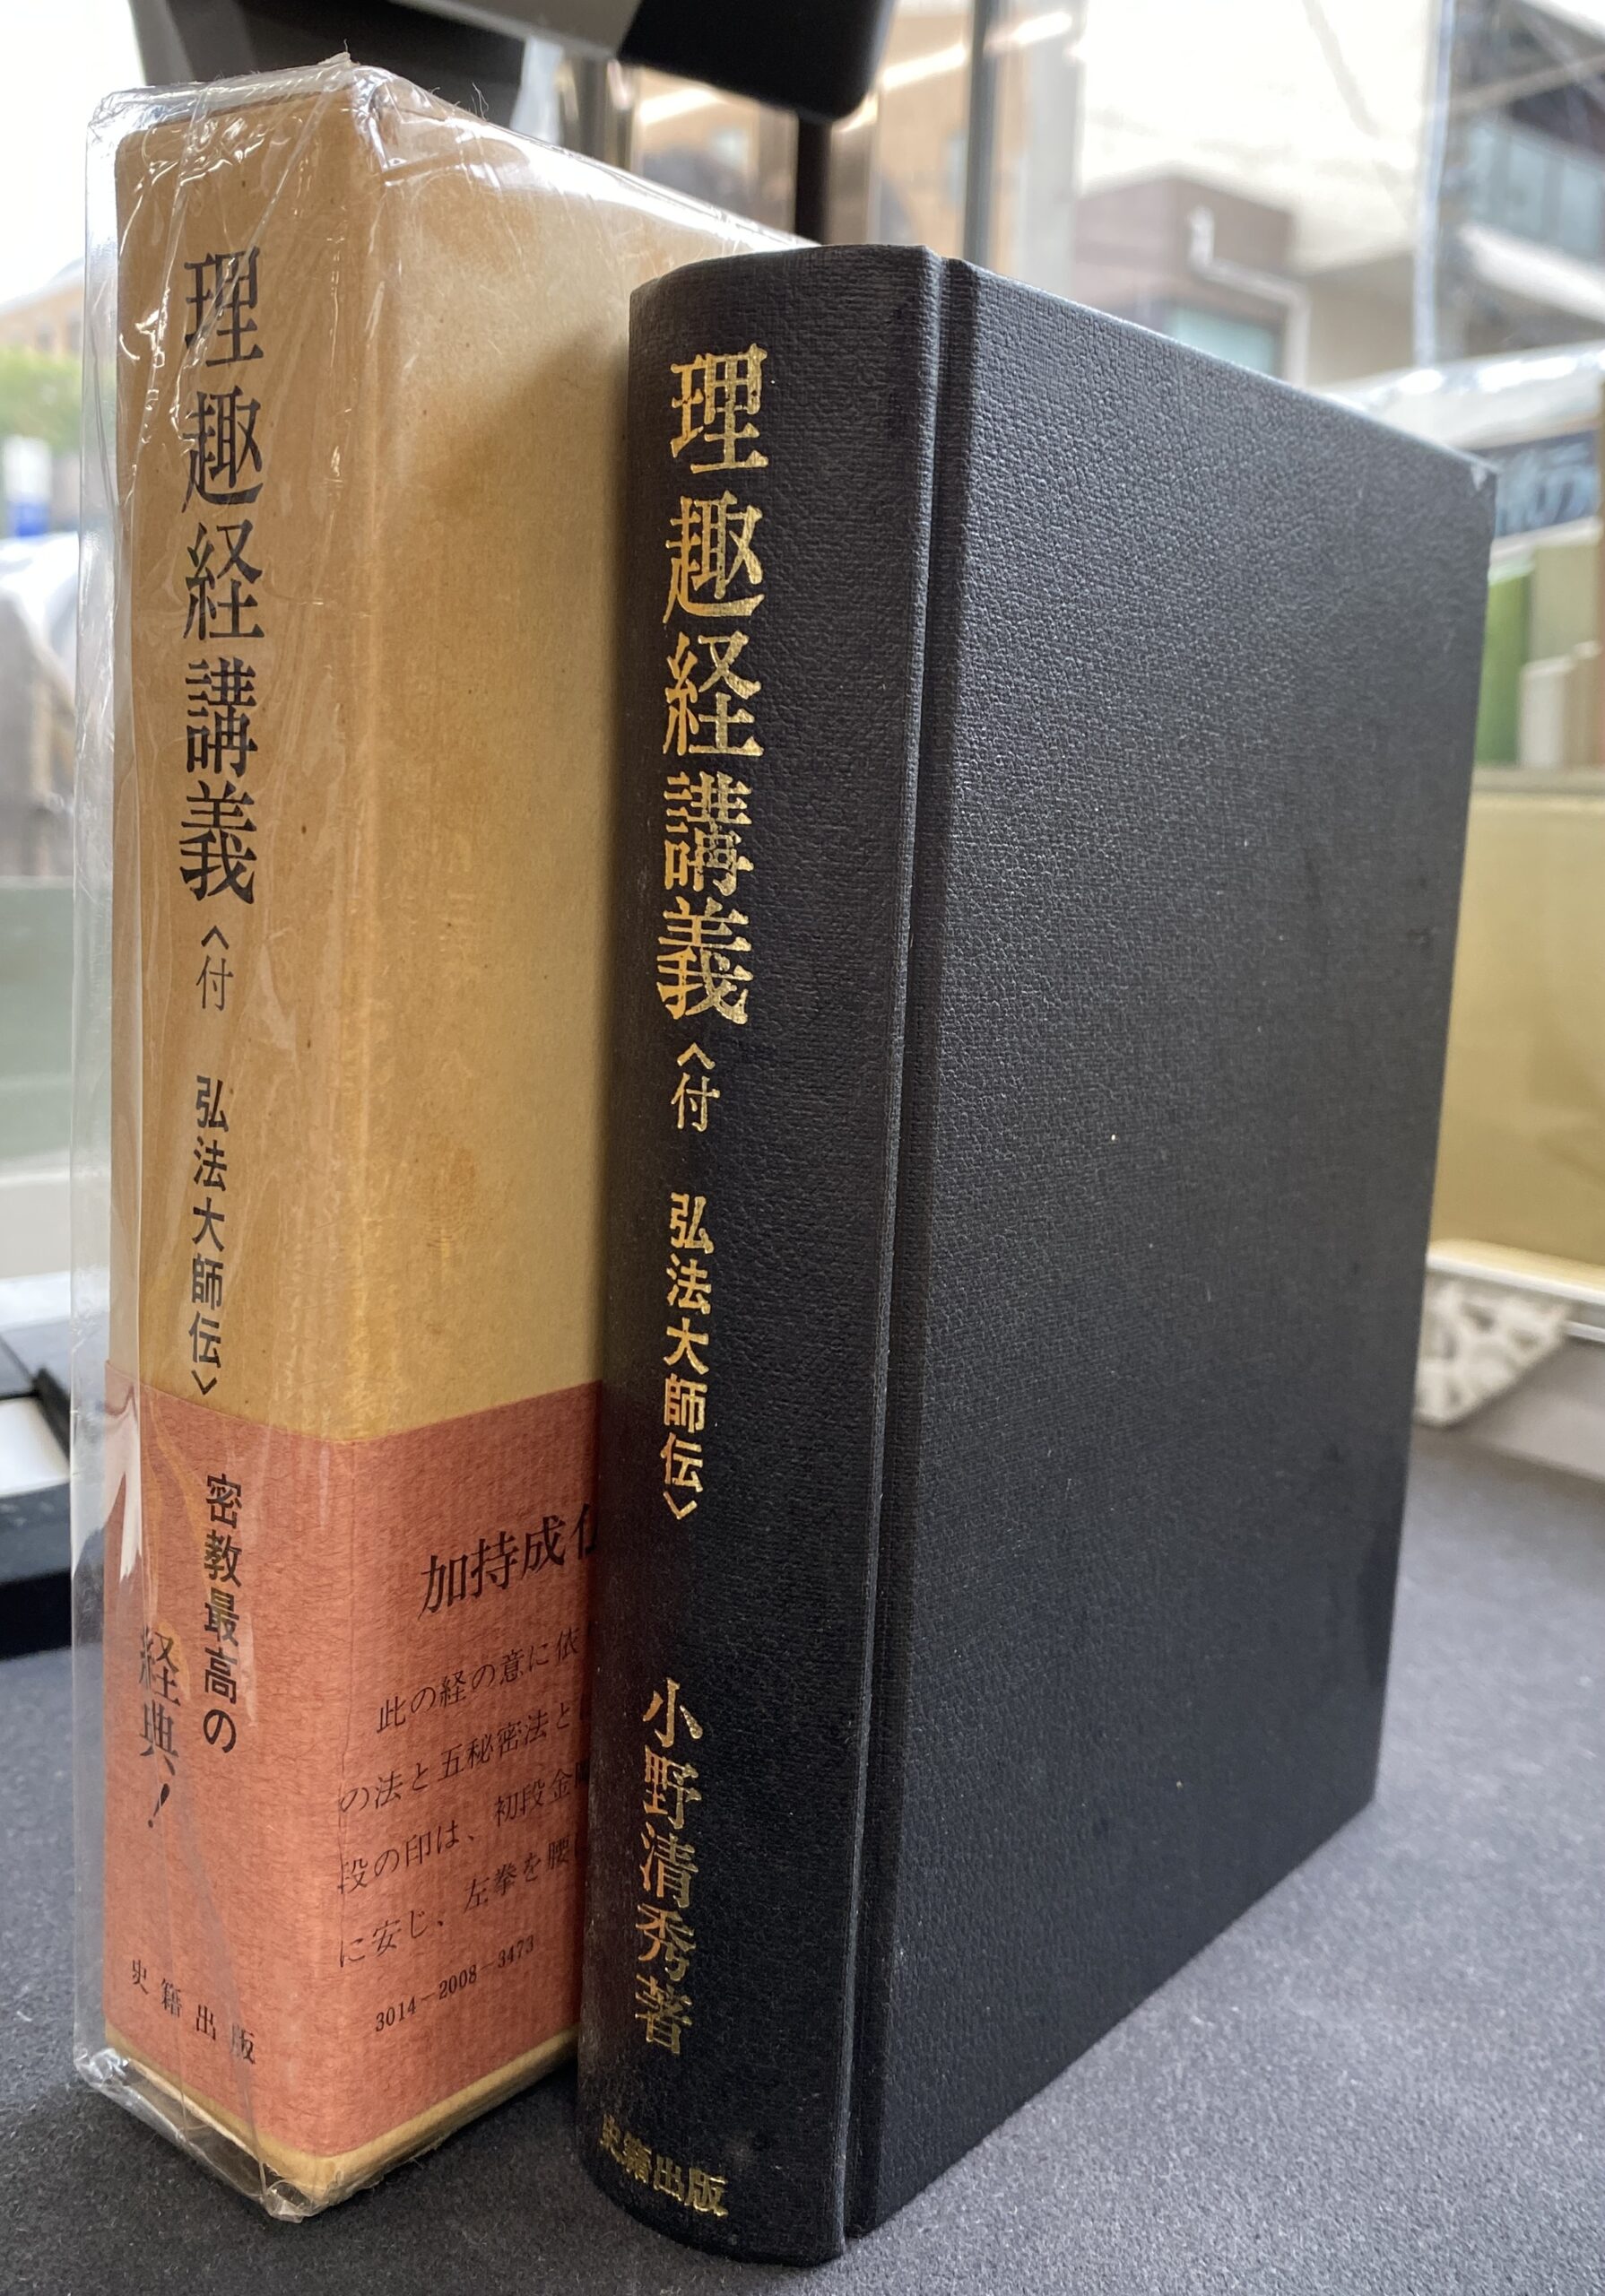 理趣経講義〈付 弘法大師伝〉
密教最高の
経典！
史籍出版
加持成
此の経の意に依
の法と五秘密法と
段の印は、初段金
に安じ、左拳を腰
3014-2008-3473
理趣経講義〈付 弘法大師伝〉 小野清秀著
史籍出版